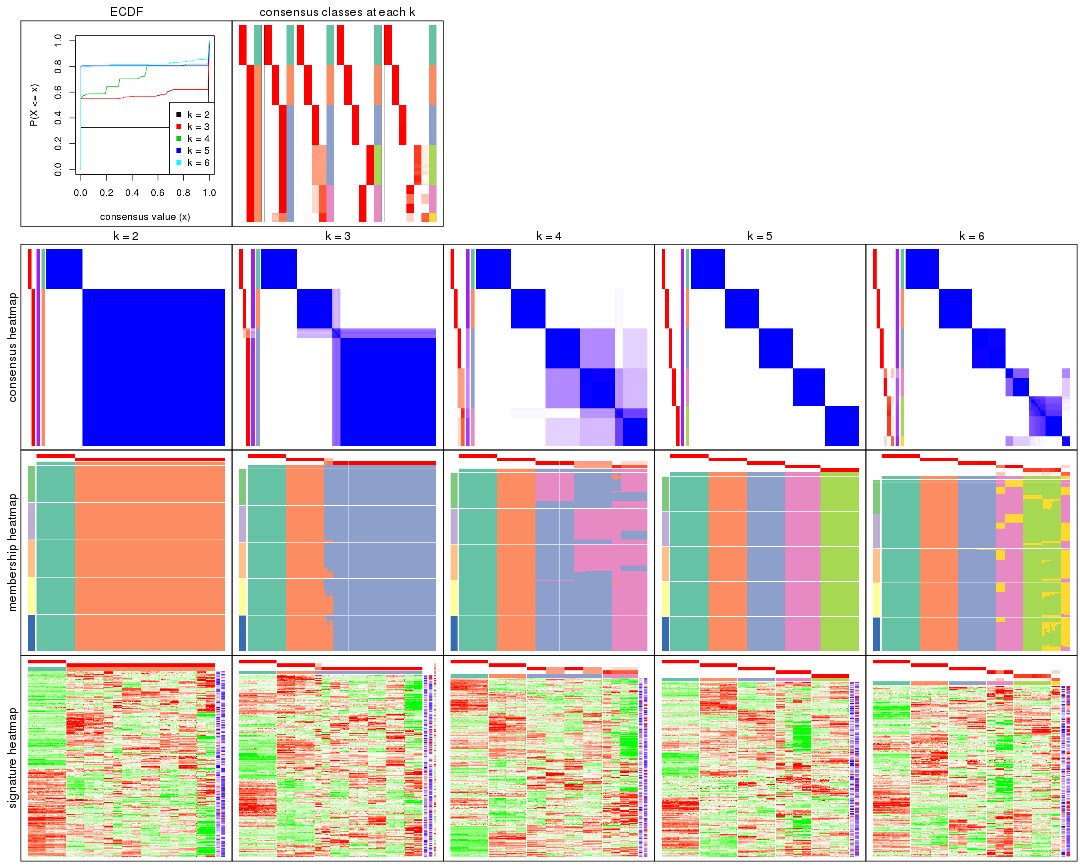 ECDF
consensus classes at each k
P(X <= x)
0.0 0.2 0.4 0.6 0.8 1.0
k = 2
k = 3
k = 4
k = 5
k = 6
0.0 0.2 0.4 0.6 0.8 1.0
consensus value (x)
k = 2 k = 3 k = 4 k = 5 k = 6
consensus heatmap
membership heatmap
signature heatmap